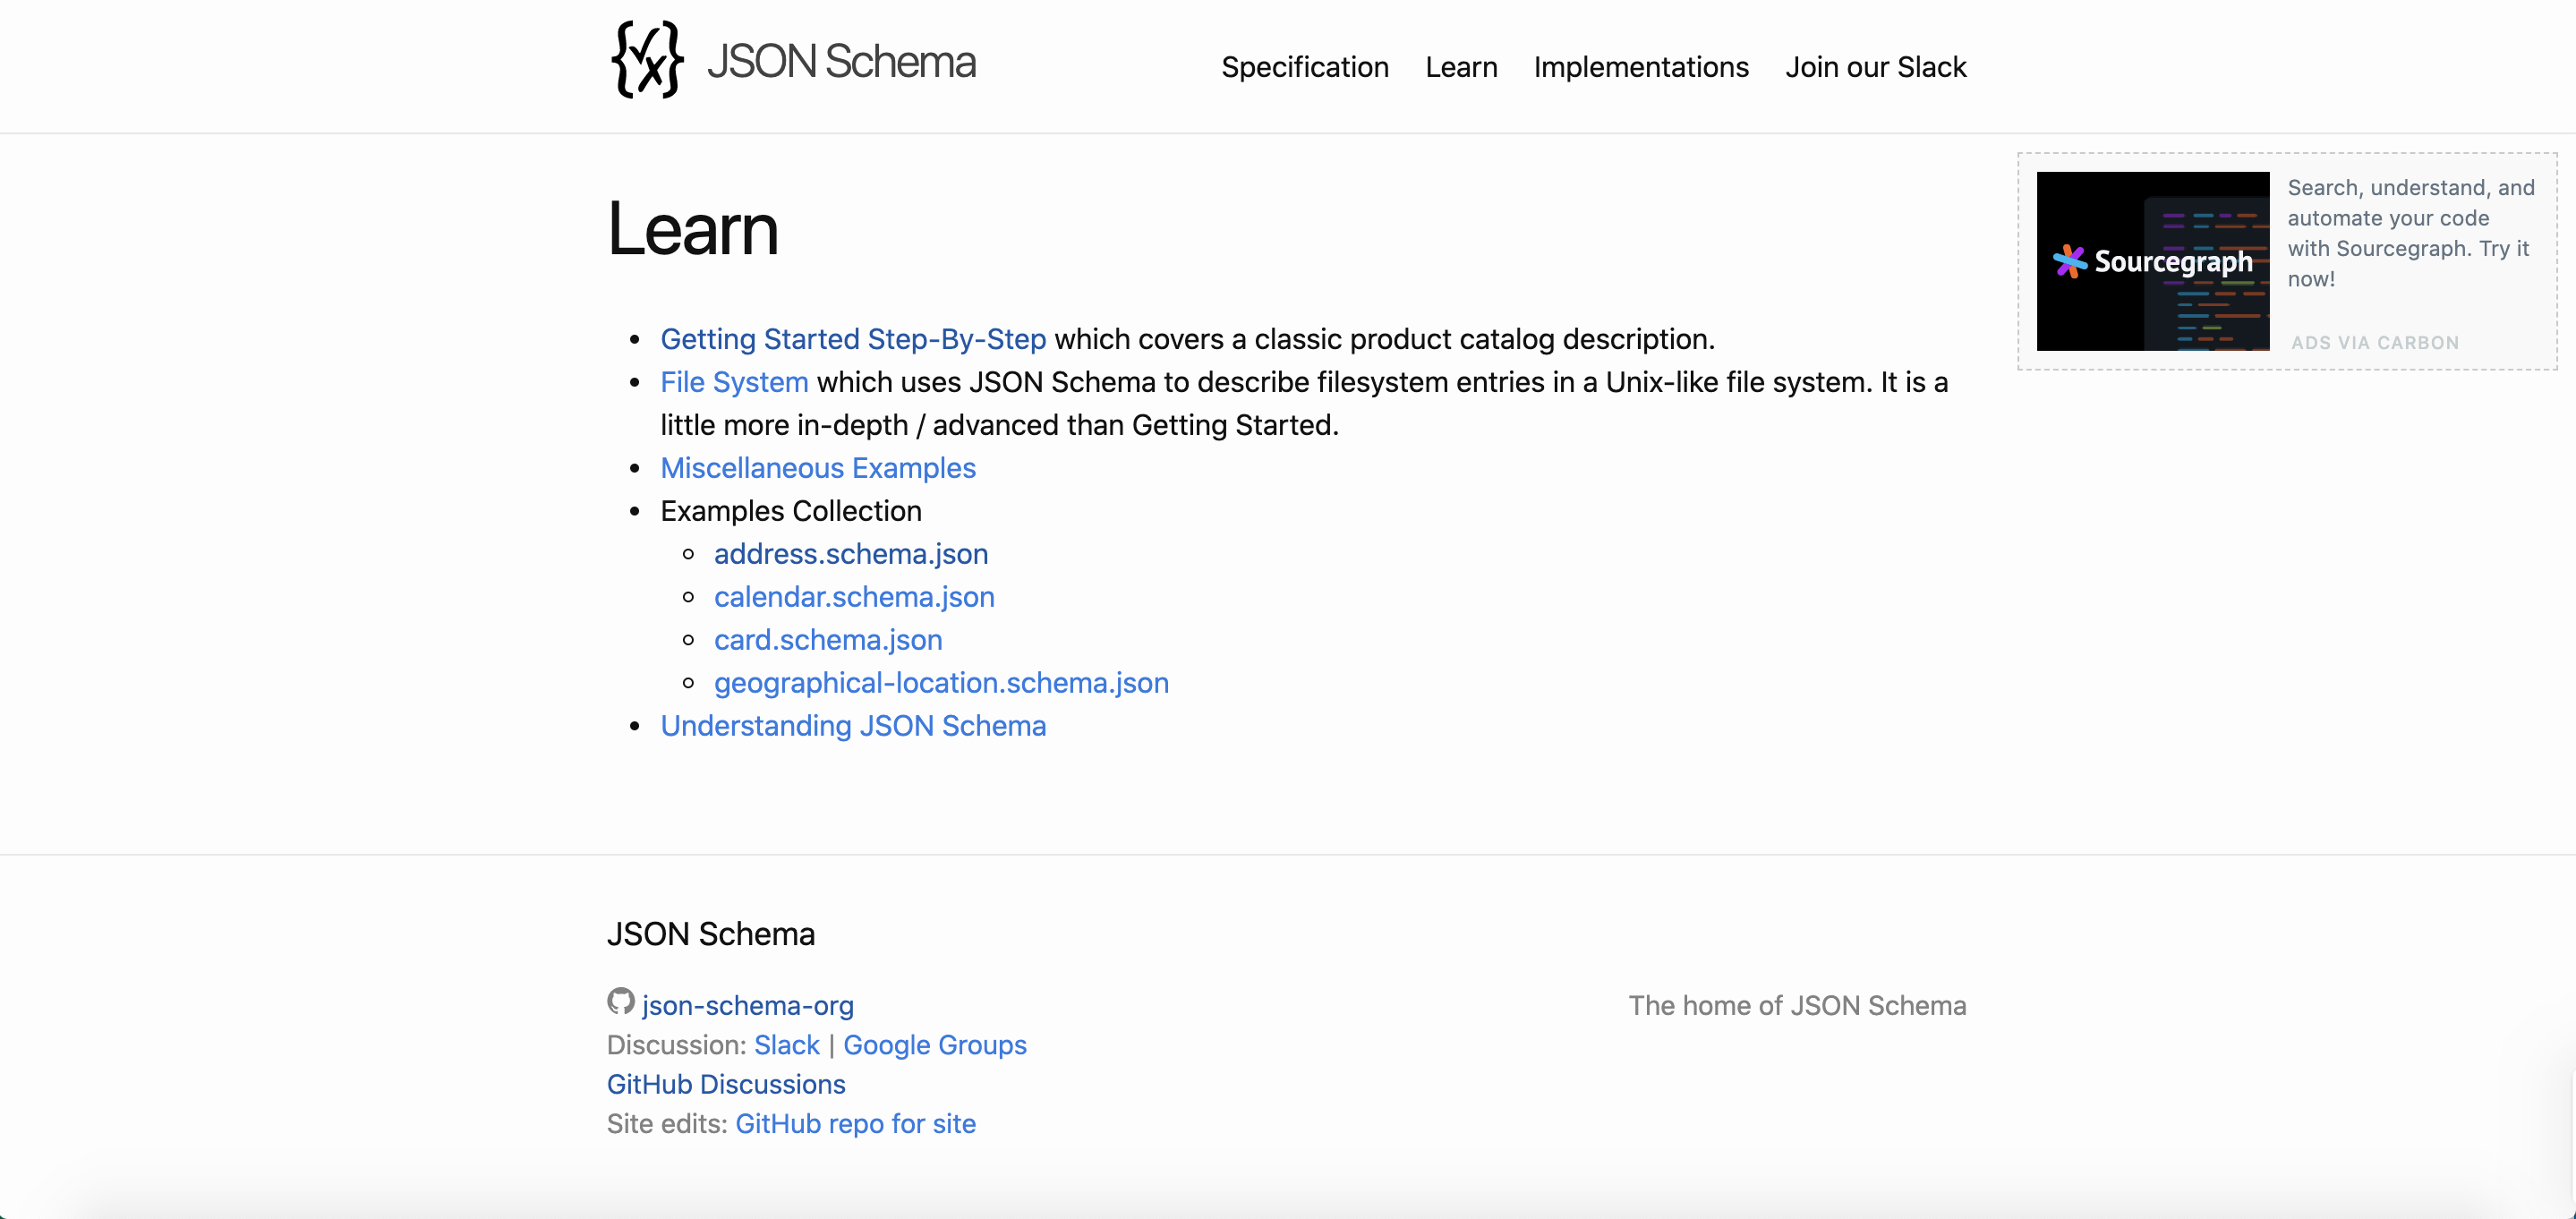 JSON Schema
Specification
Learn
Implementations
Join our Slack
Learn
Getting Started Step-By-Step which covers a classic product catalog description.
File System which uses JSON Schema to describe filesystem entries in a Unix-like file system. It is a
little more in-depth / advanced than Getting Started.
Miscellaneous Examples
Examples Collection
address.schema.json
calendar.schema.json
card.schema.json
geographical-location.schema.json
Understanding JSON Schema
Sourcegraph
Search, understand, and
automate your code
with Sourcegraph. Try it
now!
ADS VIA CARBON
JSON Schema
json-schema-org
Discussion: Slack | Google Groups
GitHub Discussions
Site edits: GitHub repo for site
The home of JSON Schema